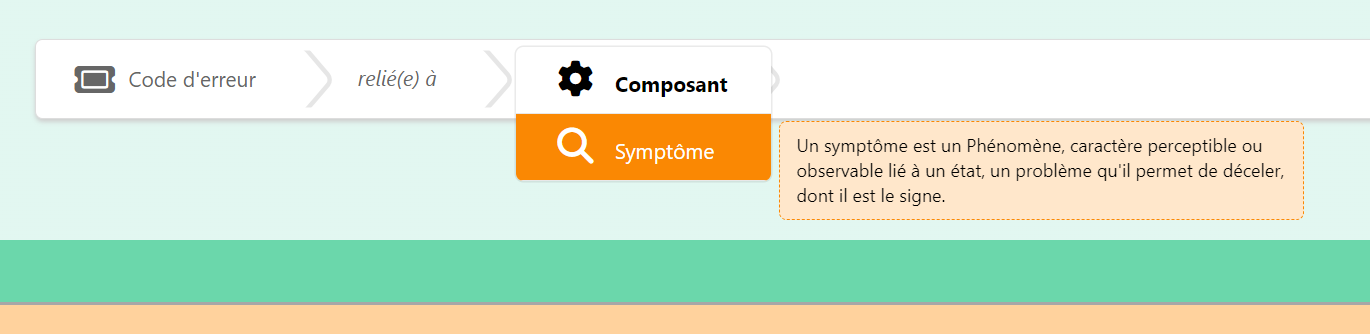 Code d'erreur
relié(e) à
Composant
Symptôme
Un symptôme est un Phénomène, caractère perceptible ou
observable lié à un état, un problème qu'il permet de déceler,
dont il est le signe.